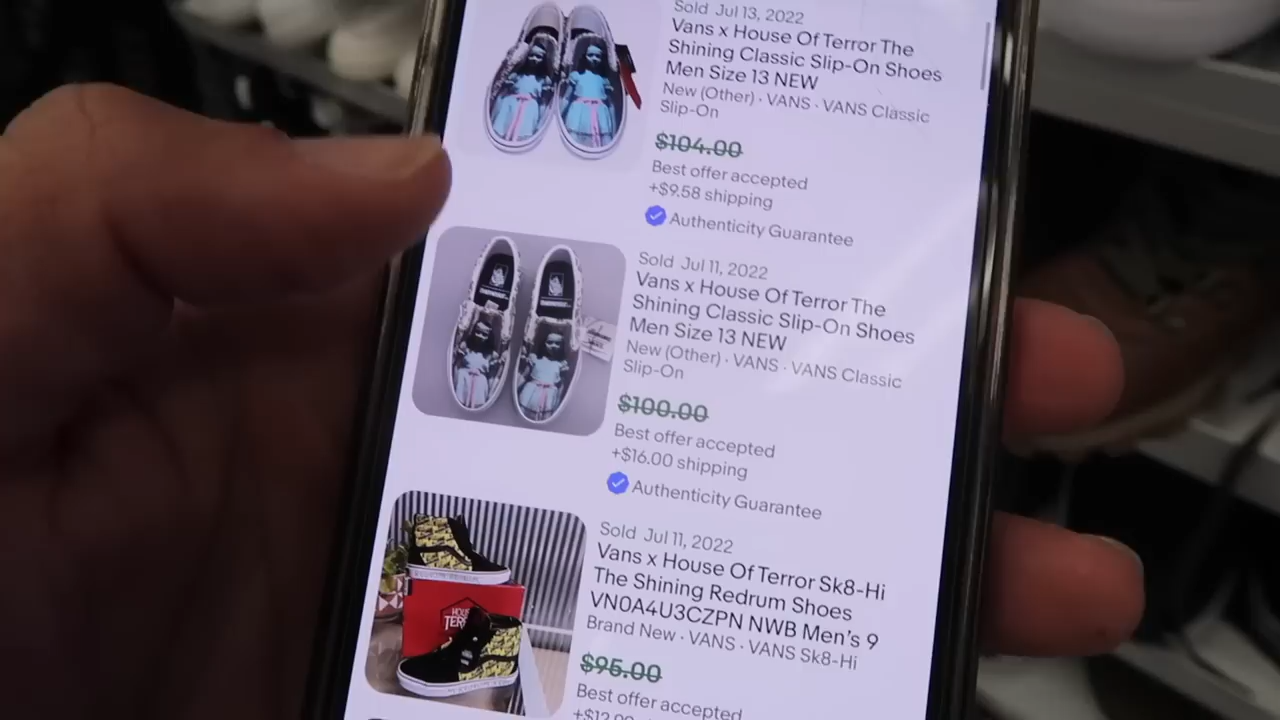 Sold Jul 13, 2022
Vans x House Of Terror The
Shining Classic Slip-On Shoes
Men Size 13 NEW
New (Other) · VANS · VANS Classic
Slip-On
$104.00
Best offer accepted
+$9.58 shipping
Authenticity Guarantee
Sold Jul 11, 2022
Vans x House Of Terror The
Shining Classic Slip-On Shoes
Men Size 13 NEW
New (Other) · VANS · VANS Classic
Slip-On
$100.00
Best offer accepted
+$16.00 shipping
Authenticity Guarantee
Sold Jul 11, 2022
Vans x House Of Terror Sk8-Hi
The Shining Redrum Shoes
VN0A4U3CZPN NWB Men's 9
Brand New · VANS · VANS Sk8-Hi
$95.00
Best offer accepted